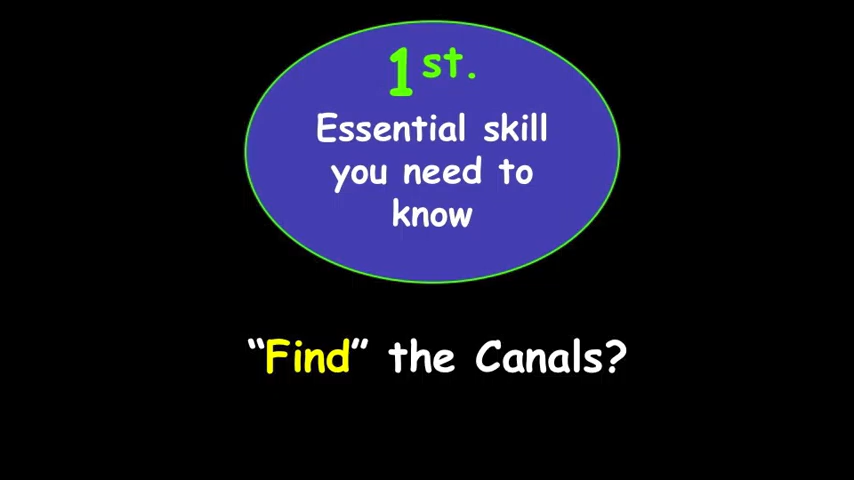 1st.
Essential skill
you need to
know
“Find” the Canals?